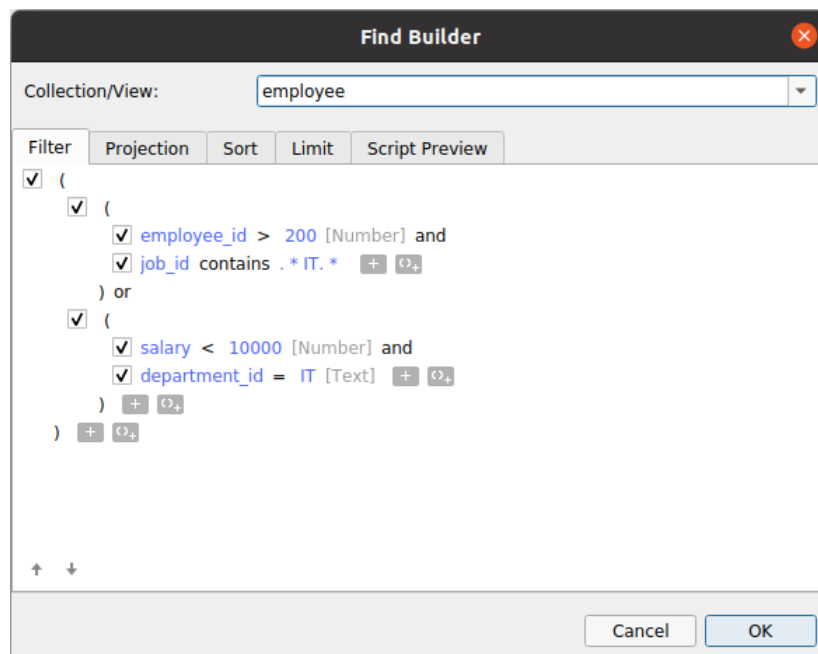 Find Builder
Collection/View: employee
Filter Projection Sort Limit Script Preview
(
(
employee_id > 200 [Number] and
job_id contains . * IT. *
) or
(
salary < 10000 [Number] and
department_id = IT [Text]
)
)
Cancel OK